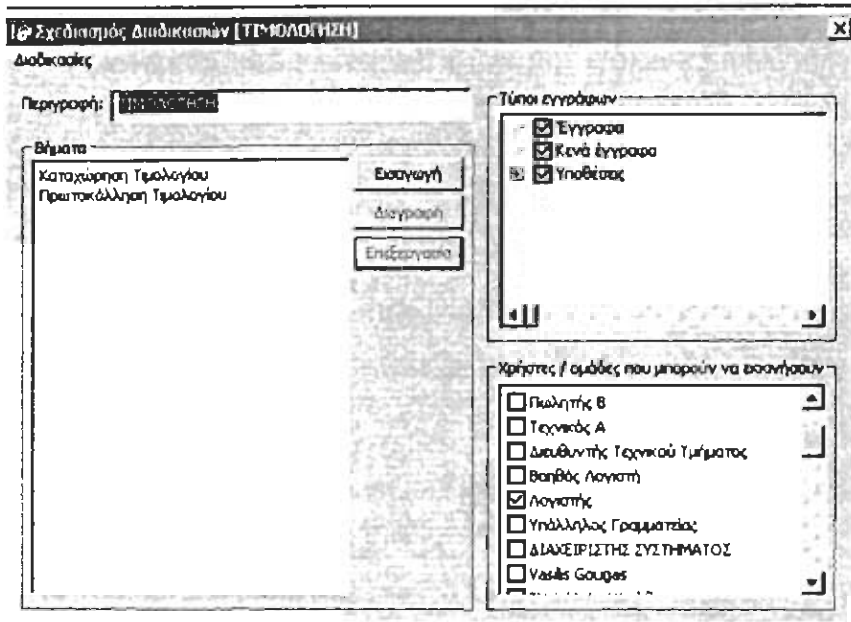 Σχεδιασμός Διαδικασιών [ΤΙΜΟΛΟΓΗΣΗ]
Διαδικασίες
Περιγραφή: ΤΙΜΟΛΟΓΗΣΗ
Βήματα
Καταχώρηση Τιμολογίου
Πρωτοκόλληση Τιμολογίου
Εισαγωγή
Διαγραφή
Επεξεργασία
Τύποι εγγράφων
Έγγραφα
Κενά έγγραφα
Υποθέσεις
Χρήστες / ομάδες που μπορούν να εκκινήσουν
Πωλητής Β
Τεχνικός Α
Διευθυντής Τεχνικού Τμήματος
Βοηθός Λογιστή
Λογιστής
Υπάλληλος Γραμματείας
ΔΙΑΧΕΙΡΙΣΤΗΣ ΣΥΣΤΗΜΑΤΟΣ
Vasilis Gougas